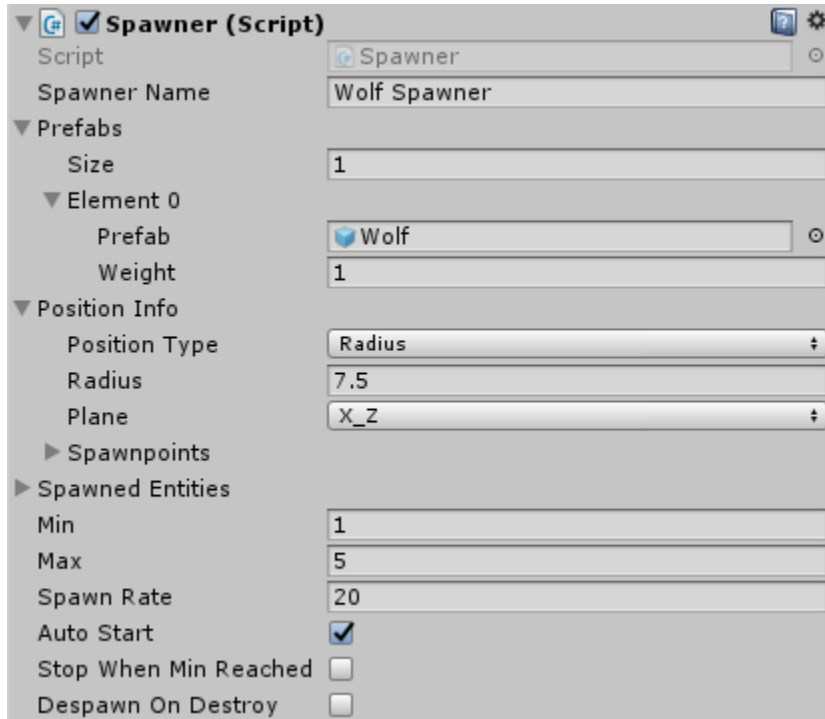 Spawner (Script)
Script Spawner
Spawner Name Wolf Spawner
Prefabs
Size 1
Element 0
Prefab Wolf
Weight 1
Position Info
Position Type Radius
Radius 7.5
Plane X_Z
Spawnpoints
Spawned Entities
Min 1
Max 5
Spawn Rate 20
Auto Start
Stop When Min Reached
Despawn On Destroy